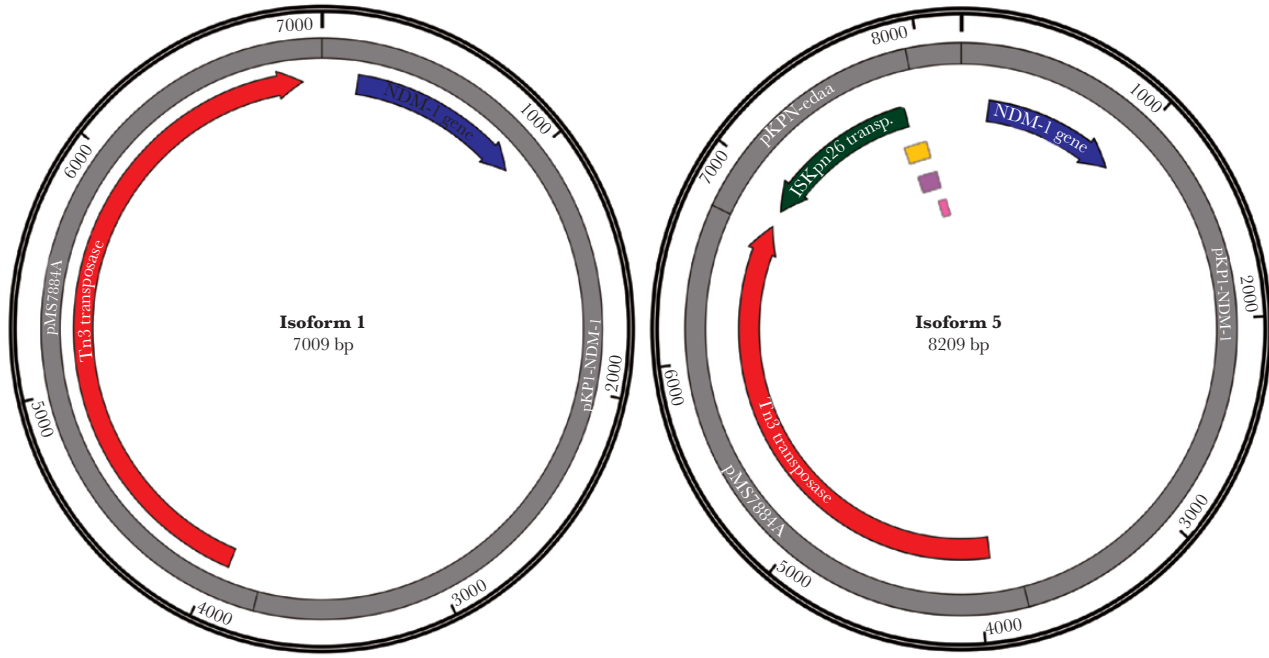 7000
1000
2000
3000
4000
5000
6000
NDM-1 gene
pKP1-NDM-1
pMS7884A
Tn3 transposase
Isoform 1
7009 bp
8000
1000
2000
3000
4000
5000
6000
7000
pKPN-edaa
ISKpn26 transp.
NDM-1 gene
pKP1-NDM-1
Tn3 transposase
pMS7884A
Isoform 5
8209 bp